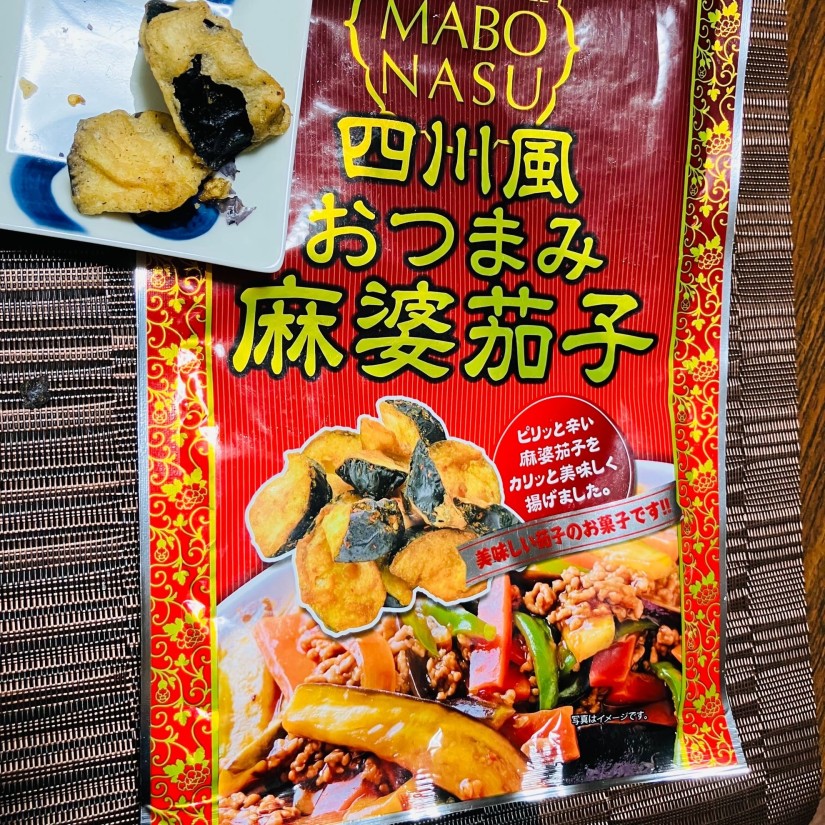 MABO
NASU
四川風
おつまみ
麻婆茄子
ピリッと辛い
麻婆茄子を
カリッと美味しく
揚げました。
美味しい茄子のお菓子です!!
写真はイメージです。